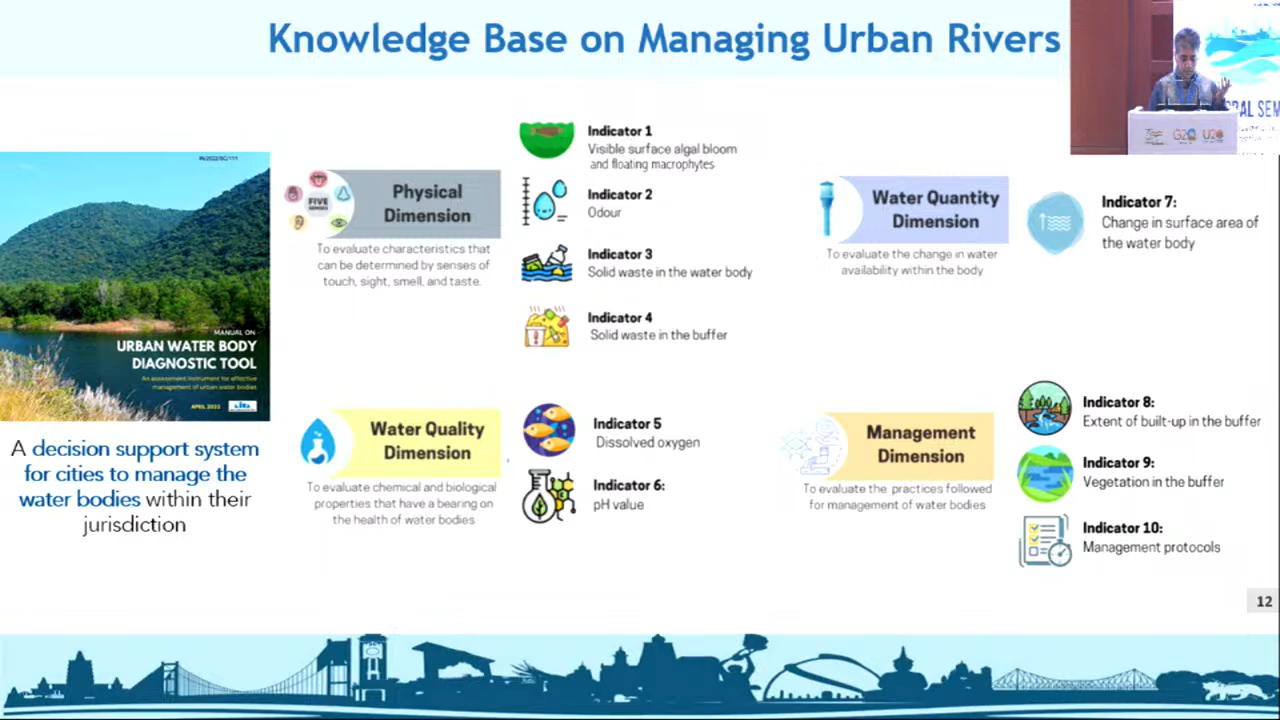 Knowledge Base on Managing Urban Rivers
IN/2022/SC/111
MANUAL ON
URBAN WATER BODY
DIAGNOSTIC TOOL
An assessment instrument for effective
management of urban water bodies
APRIL 2022
A decision support system
for cities to manage the
water bodies within their
jurisdiction
FIVE
SENSES
Physical
Dimension
To evaluate characteristics that
can be determined by senses of
touch, sight, smell, and taste.
Indicator 1
Visible surface algal bloom
and floating macrophytes
Indicator 2
Odour
Indicator 3
Solid waste in the water body
Indicator 4
Solid waste in the buffer
Water Quantity
Dimension
To evaluate the change in water
availability within the body
Indicator 7:
Change in surface area of
the water body
Water Quality
Dimension
To evaluate chemical and biological
properties that have a bearing on
the health of water bodies
Indicator 5
Dissolved oxygen
Indicator 6:
pH value
Management
Dimension
To evaluate the practices followed
for management of water bodies
Indicator 8:
Extent of built-up in the buffer
Indicator 9:
Vegetation in the buffer
Indicator 10:
Management protocols
12
G20
U20